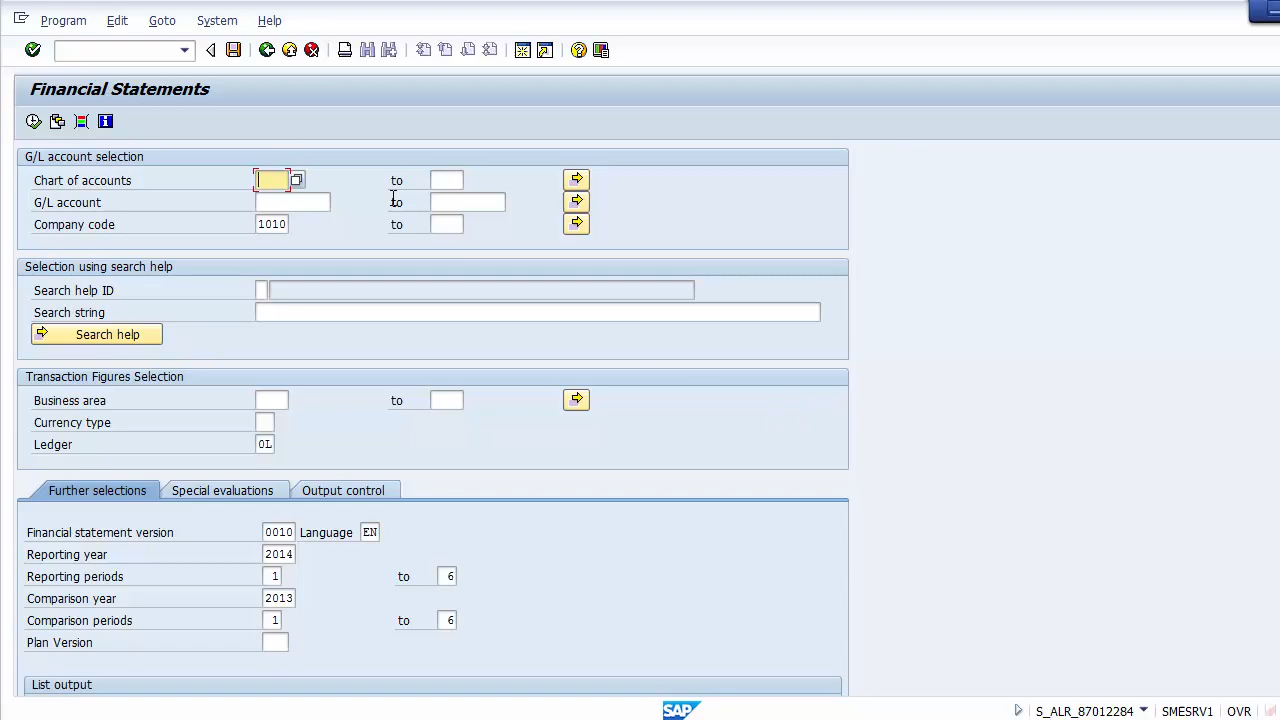 Program Edit Goto System Help
Financial Statements
G/L account selection
Chart of accounts to
G/L account to
Company code 1010 to
Selection using search help
Search help ID
Search string
Search help
Transaction Figures Selection
Business area to
Currency type
Ledger 0L
Further selections Special evaluations Output control
Financial statement version 0010 Language EN
Reporting year 2014
Reporting periods 1 to 6
Comparison year 2013
Comparison periods 1 to 6
Plan Version
List output
SAP S_ALR_87012284 SMESRV1 OVR